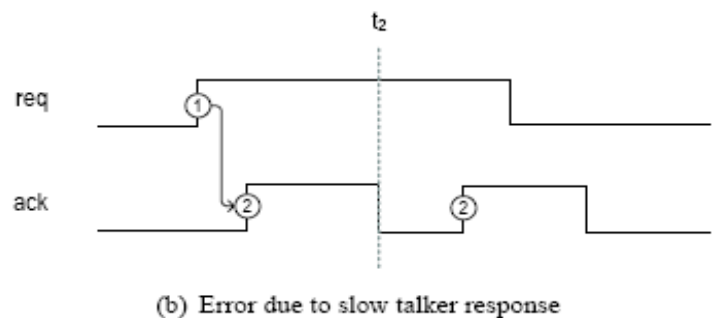 t₂
req
①
ack
②
②
(b) Error due to slow talker response